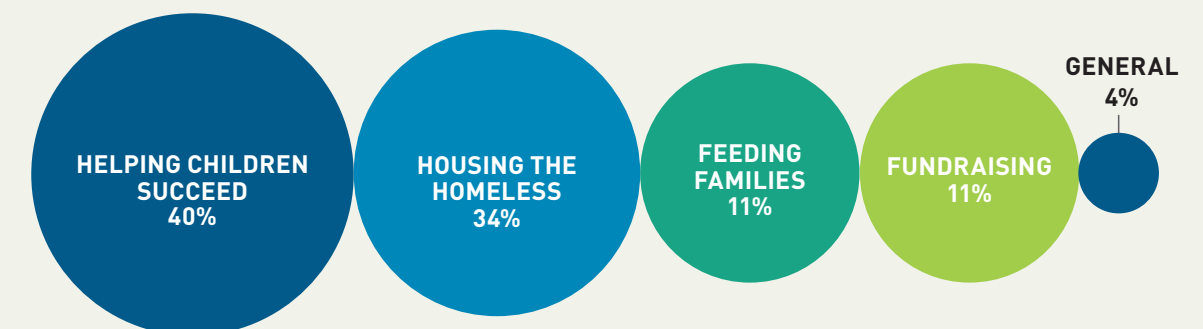 HELPING CHILDREN
SUCCEED
40%
HOUSING THE
HOMELESS
34%
FEEDING
FAMILIES
11%
FUNDRAISING
11%
GENERAL
4%